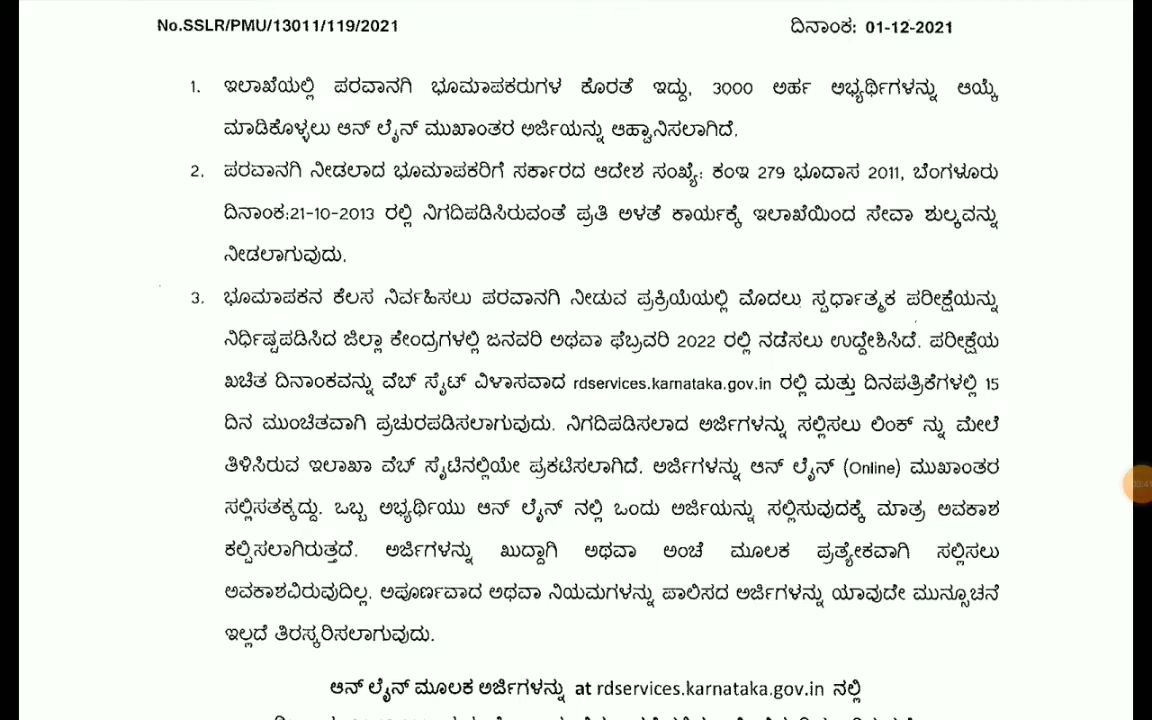 No.SSLR/PMU/13011/119/2021 ದಿನಾಂಕ: 01-12-2021
1. ಇಲಾಖೆಯಲ್ಲಿ ಪರವಾನಗಿ ಭೂಮಾಪಕರುಗಳ ಕೊರತೆ ಇದ್ದು, 3000 ಅರ್ಹ ಅಭ್ಯರ್ಥಿಗಳನ್ನು ಆಯ್ಕೆ
ಮಾಡಿಕೊಳ್ಳಲು ಆನ್ ಲೈನ್ ಮುಖಾಂತರ ಅರ್ಜಿಯನ್ನು ಆಹ್ವಾನಿಸಲಾಗಿದೆ.
2. ಪರವಾನಗಿ ನೀಡಲಾದ ಭೂಮಾಪಕರಿಗೆ ಸರ್ಕಾರದ ಆದೇಶ ಸಂಖ್ಯೆ: ಕಂಇ 279 ಭೂದಾಸ 2011, ಬೆಂಗಳೂರು
ದಿನಾಂಕ:21-10-2013 ರಲ್ಲಿ ನಿಗದಿಪಡಿಸಿರುವಂತೆ ಪ್ರತಿ ಅಳತೆ ಕಾರ್ಯಕ್ಕೆ ಇಲಾಖೆಯಿಂದ ಸೇವಾ ಶುಲ್ಕವನ್ನು
ನೀಡಲಾಗುವುದು.
3. ಭೂಮಾಪಕನ ಕೆಲಸ ನಿರ್ವಹಿಸಲು ಪರವಾನಗಿ ನೀಡುವ ಪ್ರಕ್ರಿಯೆಯಲ್ಲಿ ಮೊದಲು ಸ್ಪರ್ಧಾತ್ಮಕ ಪರೀಕ್ಷೆಯನ್ನು
ನಿರ್ಧಿಷ್ಟಪಡಿಸಿದ ಜಿಲ್ಲಾ ಕೇಂದ್ರಗಳಲ್ಲಿ ಜನವರಿ ಅಥವಾ ಫೆಬ್ರವರಿ 2022 ರಲ್ಲಿ ನಡೆಸಲು ಉದ್ದೇಶಿಸಿದೆ. ಪರೀಕ್ಷೆಯ
ಖಚಿತ ದಿನಾಂಕವನ್ನು ವೆಬ್ ಸೈಟ್ ವಿಳಾಸವಾದ rdservices.karnataka.gov.in ರಲ್ಲಿ ಮತ್ತು ದಿನಪತ್ರಿಕೆಗಳಲ್ಲಿ 15
ದಿನ ಮುಂಚಿತವಾಗಿ ಪ್ರಚುರಪಡಿಸಲಾಗುವುದು. ನಿಗದಿಪಡಿಸಲಾದ ಅರ್ಜಿಗಳನ್ನು ಸಲ್ಲಿಸಲು ಲಿಂಕ್ ನ್ನು ಮೇಲೆ
ತಿಳಿಸಿರುವ ಇಲಾಖಾ ವೆಬ್ ಸೈಟಿನಲ್ಲಿಯೇ ಪ್ರಕಟಿಸಲಾಗಿದೆ. ಅರ್ಜಿಗಳನ್ನು ಆನ್ ಲೈನ್ (Online) ಮುಖಾಂತರ
ಸಲ್ಲಿಸತಕ್ಕದ್ದು. ಒಬ್ಬ ಅಭ್ಯರ್ಥಿಯು ಆನ್ ಲೈನ್ ನಲ್ಲಿ ಒಂದು ಅರ್ಜಿಯನ್ನು ಸಲ್ಲಿಸುವುದಕ್ಕೆ ಮಾತ್ರ ಅವಕಾಶ
ಕಲ್ಪಿಸಲಾಗಿರುತ್ತದೆ. ಅರ್ಜಿಗಳನ್ನು ಖುದ್ದಾಗಿ ಅಥವಾ ಅಂಚೆ ಮೂಲಕ ಪ್ರತ್ಯೇಕವಾಗಿ ಸಲ್ಲಿಸಲು
ಅವಕಾಶವಿರುವುದಿಲ್ಲ. ಅಪೂರ್ಣವಾದ ಅಥವಾ ನಿಯಮಗಳನ್ನು ಪಾಲಿಸದ ಅರ್ಜಿಗಳನ್ನು ಯಾವುದೇ ಮುನ್ಸೂಚನೆ
ಇಲ್ಲದೆ ತಿರಸ್ಕರಿಸಲಾಗುವುದು.
ಆನ್ ಲೈನ್ ಮೂಲಕ ಅರ್ಜಿಗಳನ್ನು at rdservices.karnataka.gov.in ನಲ್ಲಿ